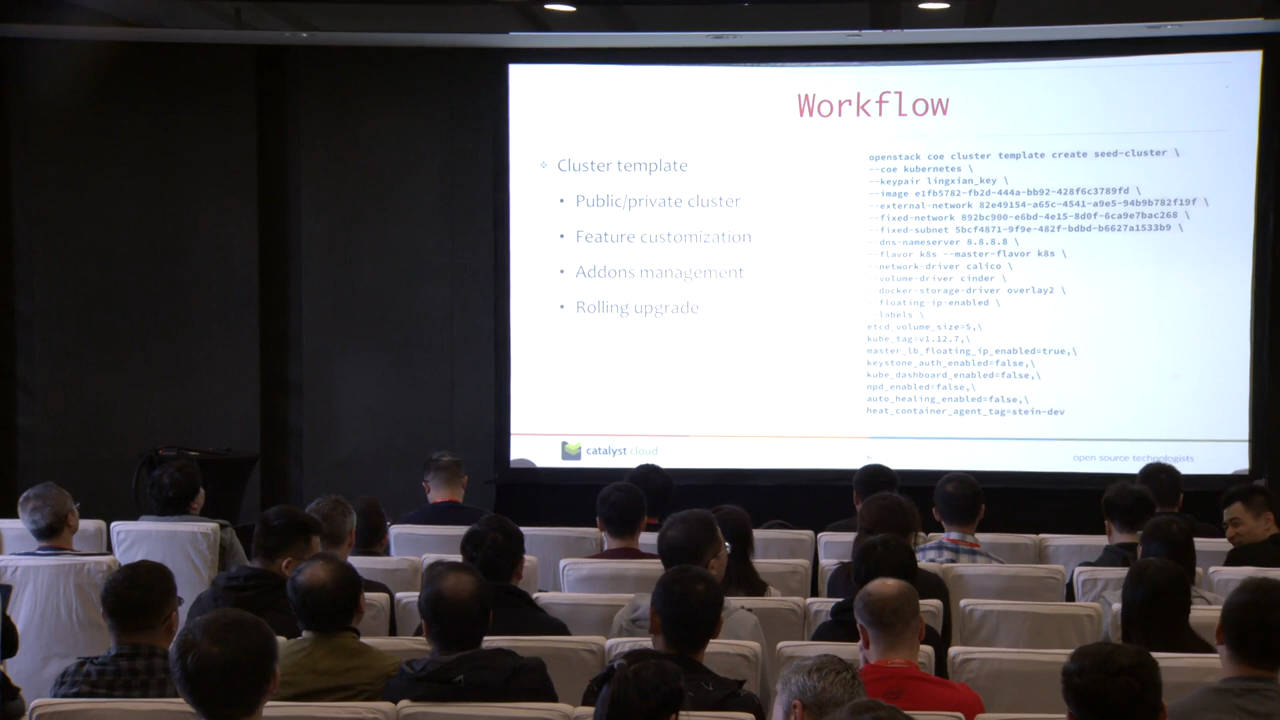 Workflow
Cluster template
• Public/private cluster
• Feature customization
• Addons management
• Rolling upgrade
openstack coe cluster template create seed-cluster \
--coe kubernetes \
--keypair lingxian_key \
--image e1fb5782-fb2d-444a-bb92-428f6c3789fd \
--external-network 82e49154-a65c-4541-a9e5-94b9b782f19f \
--fixed-network 892bc900-e6bd-4e15-8d0f-6ca9e7bac268 \
--fixed-subnet 5bcf4871-9f9e-482f-bdbd-b6627a1533b9 \
--dns-nameserver 8.8.8.8 \
--flavor k8s --master-flavor k8s \
--network-driver calico \
--volume-driver cinder \
--docker-storage-driver overlay2 \
--floating-ip-enabled \
--labels \
etcd_volume_size=5,\
kube_tag=v1.12.7,\
master_lb_floating_ip_enabled=true,\
keystone_auth_enabled=false,\
kube_dashboard_enabled=false,\
npd_enabled=false,\
auto_healing_enabled=false,\
heat_container_agent_tag=stein-dev
catalyst cloud
open source technologists